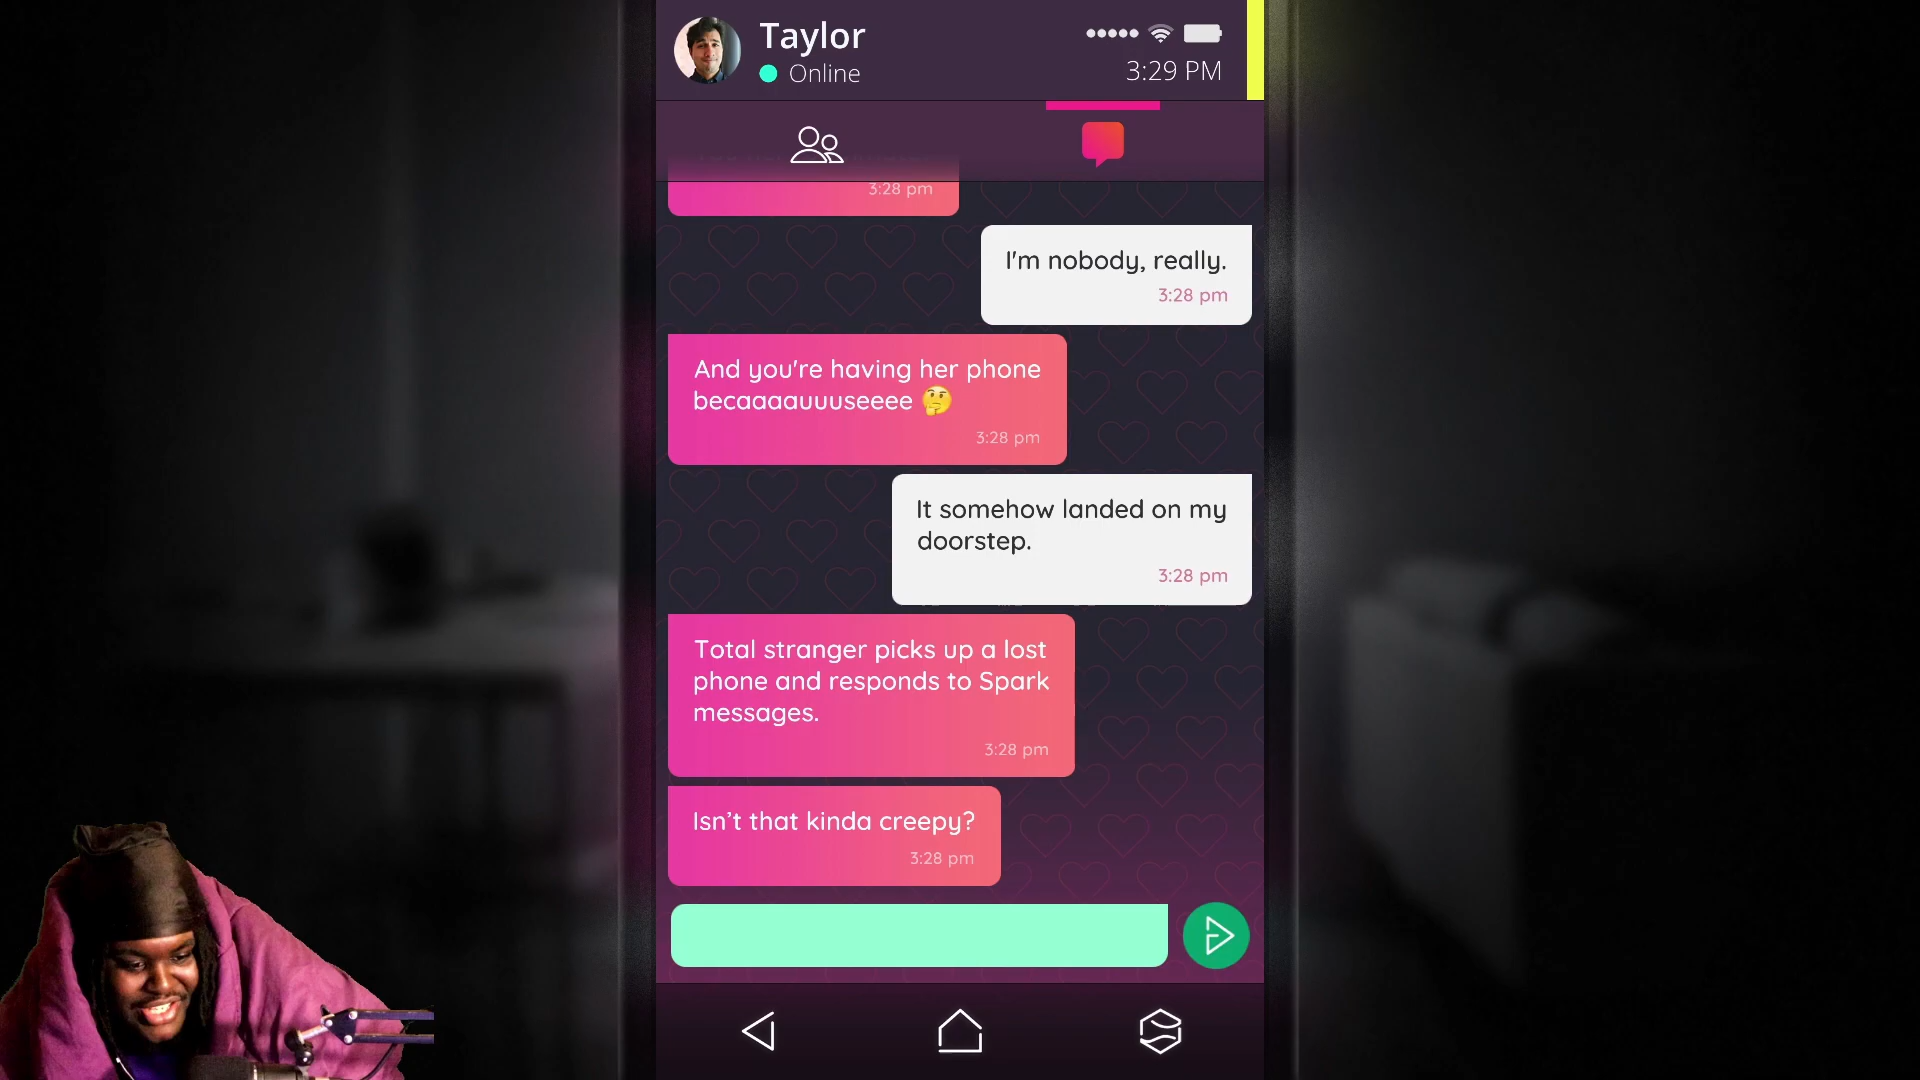 Taylor
Online
3:29 PM
3:28 pm
I'm nobody, really.
3:28 pm
And you're having her phone
becaaaauuuseeee 🤔
3:28 pm
It somehow landed on my
doorstep.
3:28 pm
Total stranger picks up a lost
phone and responds to Spark
messages.
3:28 pm
Isn’t that kinda creepy?
3:28 pm